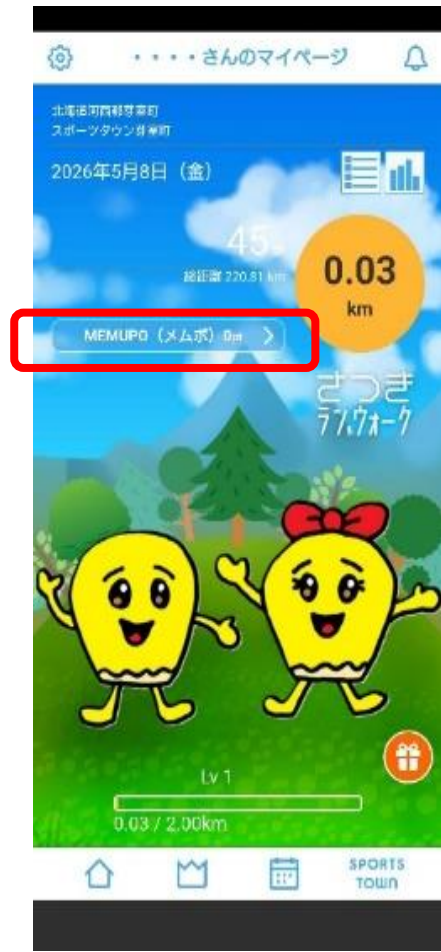 ・・・・さんのマイページ
北海道河西郡芽室町
スポーツタウン芽室町
2026年5月8日（金）
45
総距離 220.81 km
0.03
km
MEMUPO（メムポ）0pt
さつき
ラン&ウォーク
Lv 1
0.03 / 2.00km
SPORTS
TOWN